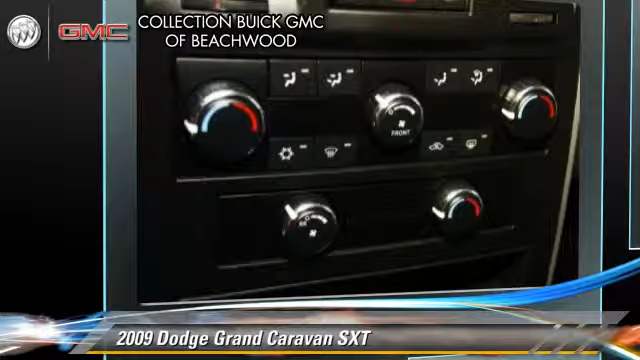 COLLECTION BUICK GMC
GMC
OF BEACHWOOD
FRONT
2009 Dodge Grand Caravan SXT